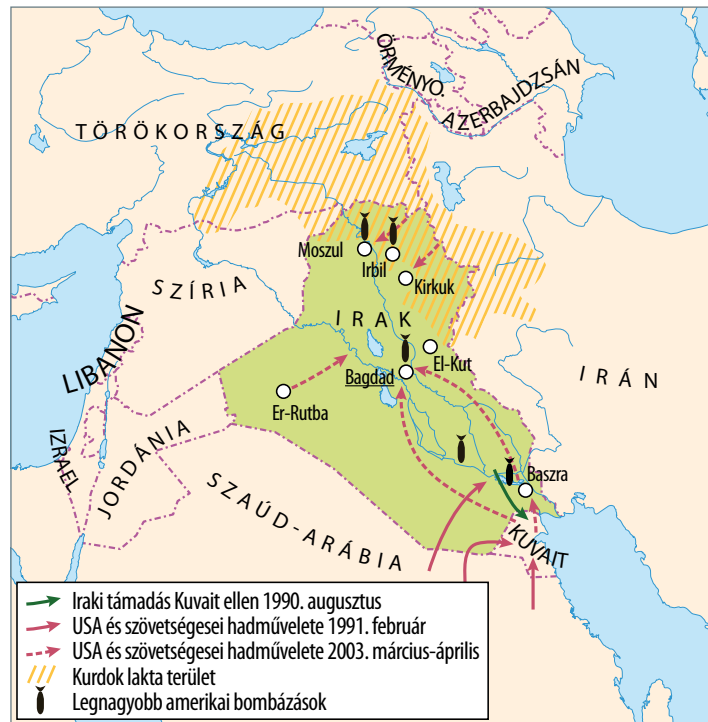 ÖRMÉNYO.
AZERBAJDZSÁN
TÖRÖKORSZÁG
Moszul
Irbil
Kirkuk
SZÍRIA
IRAK
LIBANON
El-Kut
IRÁN
Bagdad
Er-Rutba
IZRAEL
JORDÁNIA
Baszra
SZAÚD-ARÁBIA
KUVAIT
Iraki támadás Kuvait ellen 1990. augusztus
USA és szövetségesei hadművelete 1991. február
USA és szövetségesei hadművelete 2003. március-április
Kurdok lakta terület
Legnagyobb amerikai bombázások